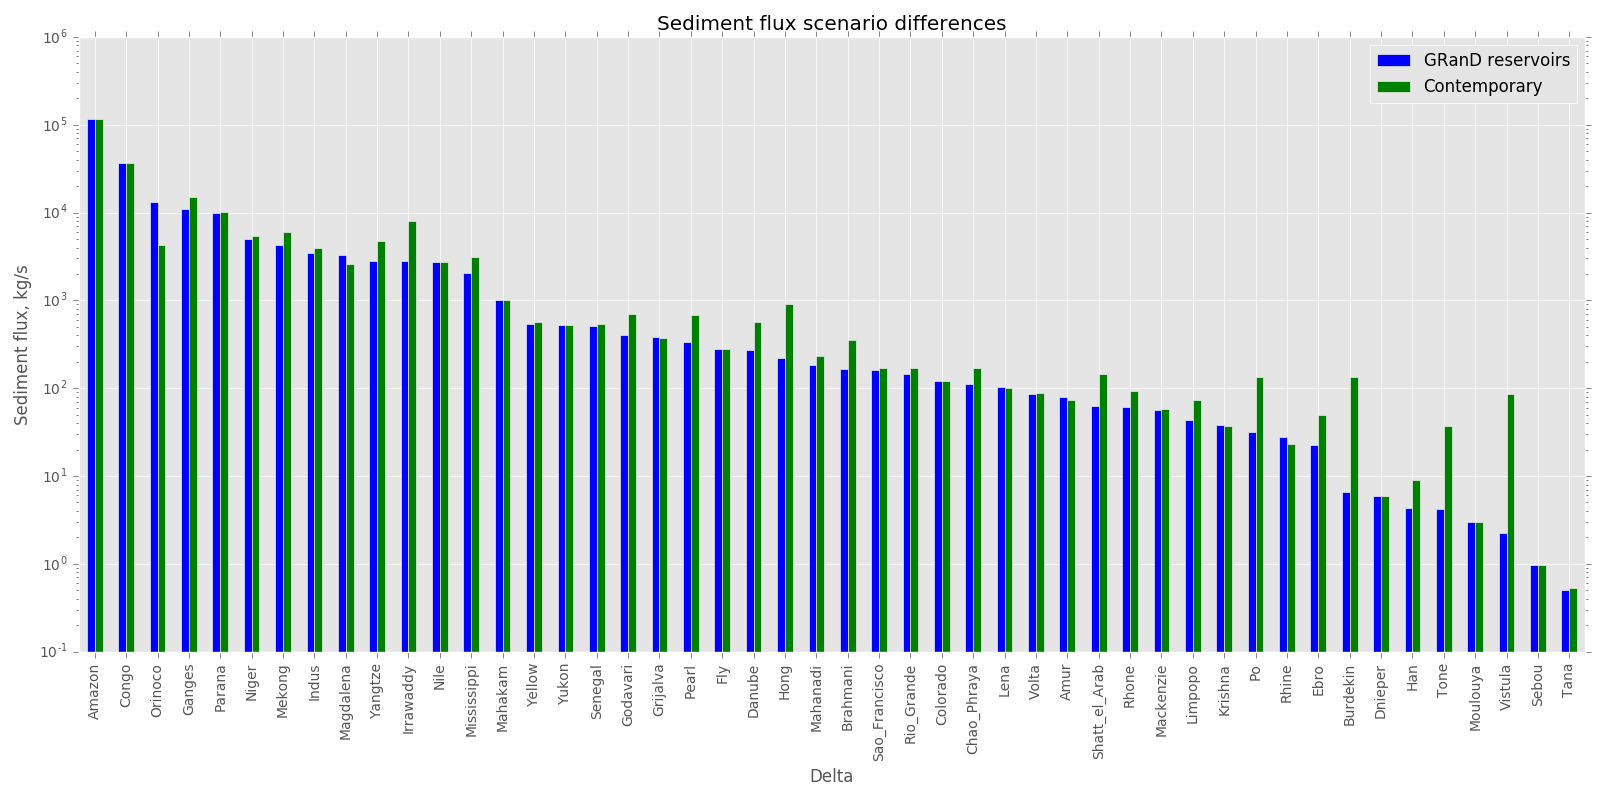 Sediment flux scenario differences
GRanD reservoirs
Contemporary
Sediment flux, kg/s
10^6
10^5
10^4
10^3
10^2
10^1
10^0
10^-1
Amazon
Congo
Orinoco
Ganges
Parana
Niger
Mekong
Indus
Magdalena
Yangtze
Irrawaddy
Nile
Mississippi
Mahakam
Yellow
Yukon
Senegal
Godavari
Grijalva
Pearl
Fly
Danube
Hong
Mahanadi
Brahmani
Sao_Francisco
Rio_Grande
Colorado
Chao_Phraya
Lena
Volta
Amur
Shatt_el_Arab
Rhone
Mackenzie
Limpopo
Krishna
Po
Rhine
Ebro
Burdekin
Dnieper
Han
Tone
Moulouya
Vistula
Sebou
Tana
Delta